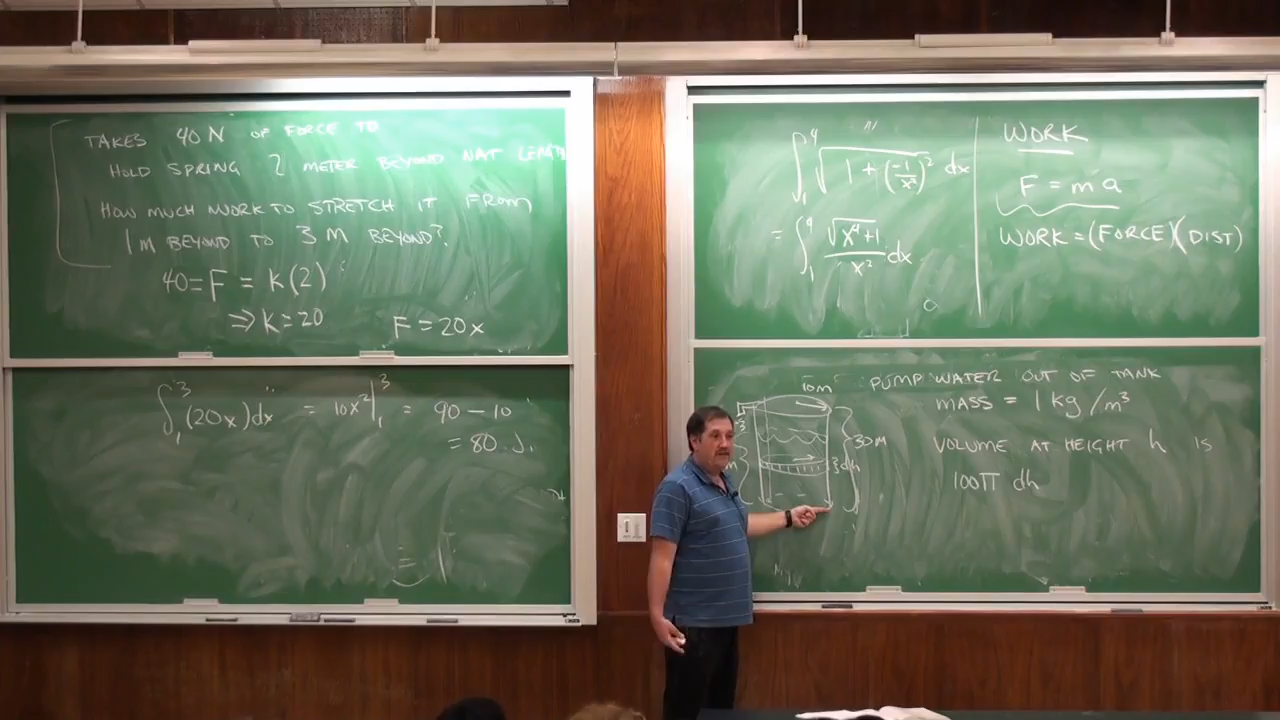 TAKES 40 N OF FORCE TO
HOLD SPRING 2 METER BEYOND NAT LENGTH
HOW MUCH WORK TO STRETCH IT FROM
1 M BEYOND TO 3 M BEYOND?
40 = F = K(2)
⇒ K = 20 F = 20x
∫₁³ (20x) dx = 10x² |₁³ = 90 − 10
= 80 J.
∫₁⁴ √(1 + (-1/x²)²) dx
= ∫₁⁴ √(x⁴+1)/x² dx
WORK
F = ma
WORK = (FORCE)(DIST)
PUMP WATER OUT OF TANK
MASS = 1 kg/m³
VOLUME AT HEIGHT h IS
100π dh
10m
3
30M
dh
m